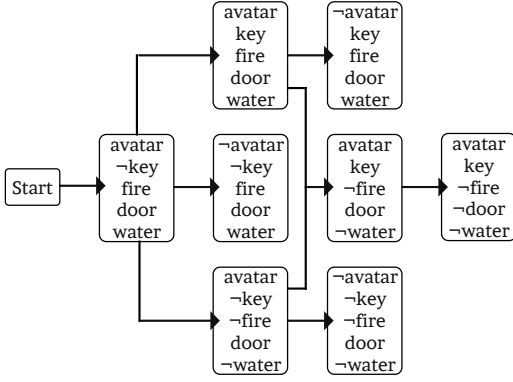 Start
avatar
¬key
fire
door
water
avatar
key
fire
door
water
¬avatar
key
fire
door
water
¬avatar
¬key
fire
door
water
avatar
key
¬fire
door
¬water
avatar
key
¬fire
¬door
¬water
avatar
¬key
¬fire
door
¬water
¬avatar
¬key
¬fire
door
¬water